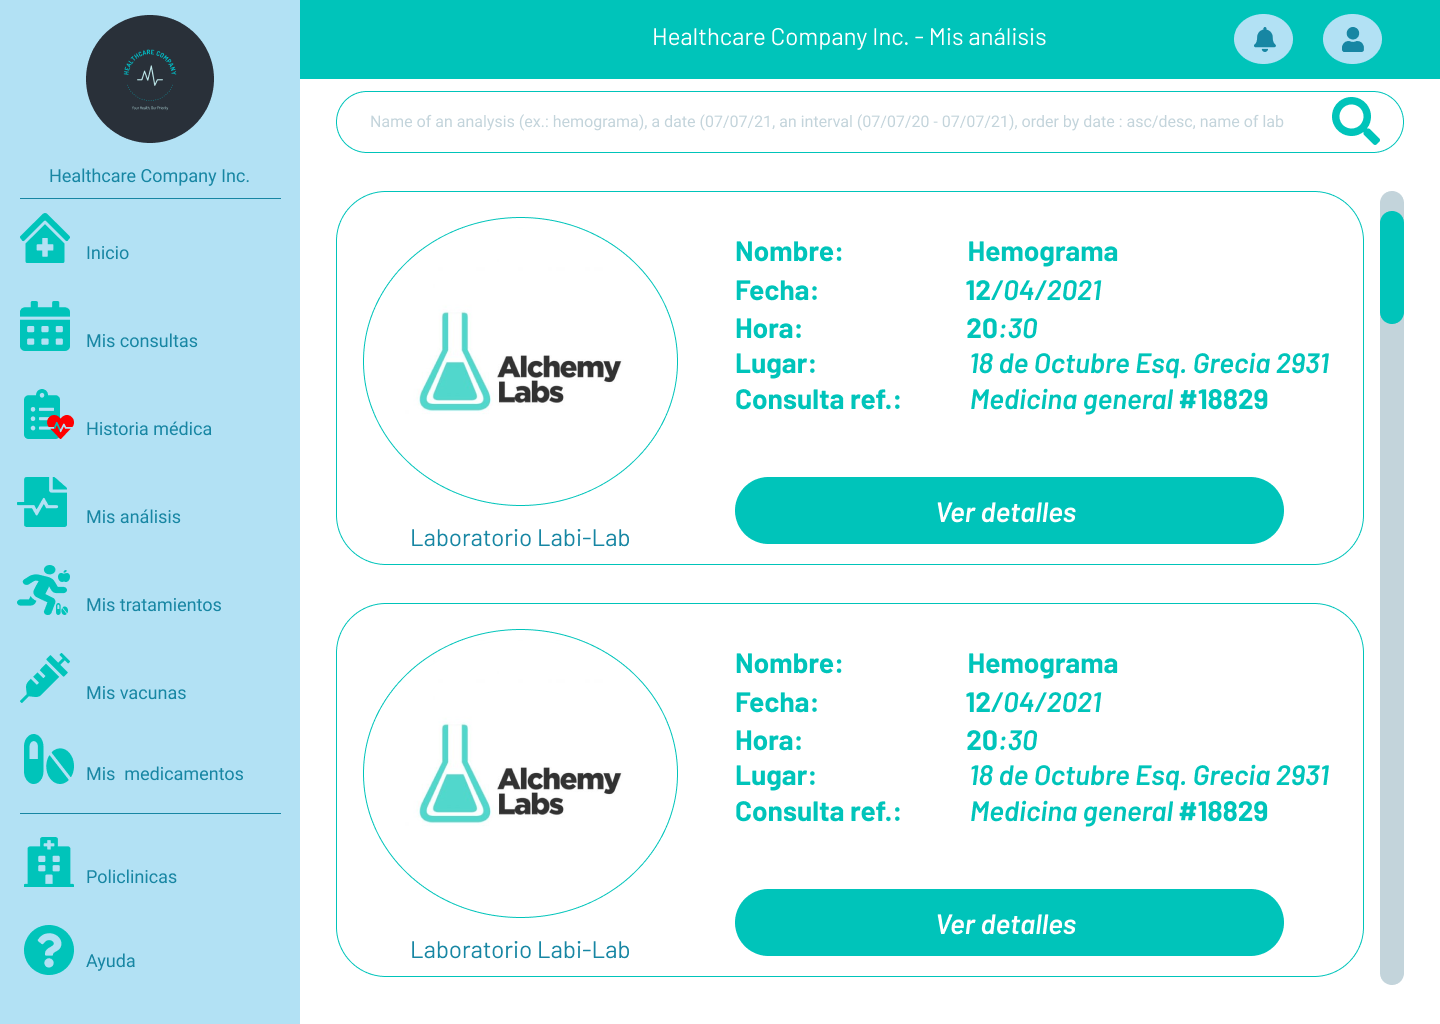 HEALTHCARE COMPANY
Your Health Our Priority
Healthcare Company Inc.
Inicio
Mis consultas
Historia médica
Mis análisis
Mis tratamientos
Mis vacunas
Mis medicamentos
Policlinicas
Ayuda
Healthcare Company Inc. - Mis análisis
Name of an analysis (ex.: hemograma), a date (07/07/21, an interval (07/07/20 - 07/07/21), order by date : asc/desc, name of lab
Alchemy
Labs
Laboratorio Labi-Lab
Nombre: Hemograma
Fecha: 12/04/2021
Hora: 20:30
Lugar: 18 de Octubre Esq. Grecia 2931
Consulta ref.: Medicina general #18829
Ver detalles
Alchemy
Labs
Laboratorio Labi-Lab
Nombre: Hemograma
Fecha: 12/04/2021
Hora: 20:30
Lugar: 18 de Octubre Esq. Grecia 2931
Consulta ref.: Medicina general #18829
Ver detalles